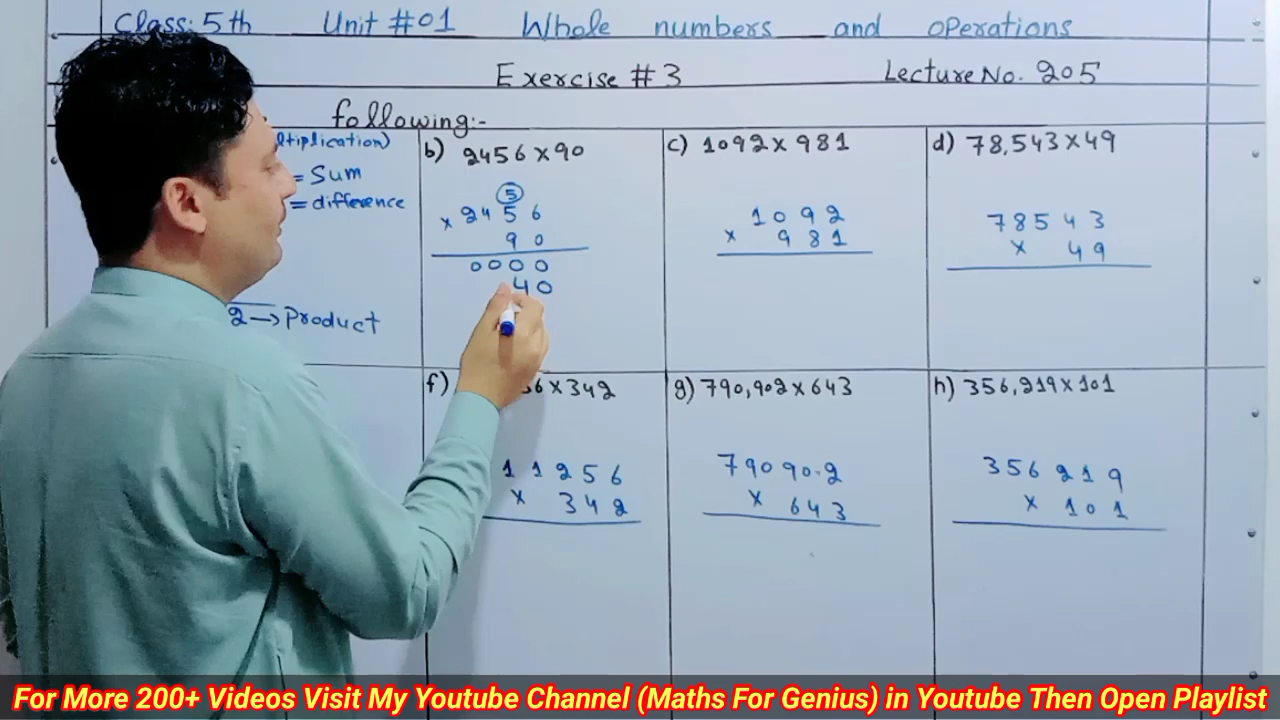 Class: 5th Unit #01 Whole numbers and operations
Exercise #3 Lecture No. 205
following:-
ltiplication)
= Sum
= difference
2 → Product
b) 2456 × 90
5
× 2456
90
0000
40
c) 1092 × 981
1092
× 981
d) 78,543 × 49
78543
× 49
f) 56 × 342
11256
× 342
g) 790,902 × 643
790902
× 643
h) 356,219 × 101
356219
× 101
For More 200+ Videos Visit My Youtube Channel (Maths For Genius) in Youtube Then Open Playlist